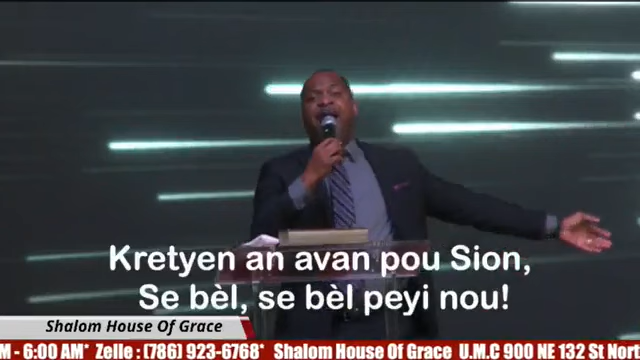 Kretyen an avan pou Sion,
Se bèl, se bèl peyi nou!
Shalom House Of Grace
M - 6:00 AM* Zelle : (786) 923-6768* Shalom House Of Grace U.M.C 900 NE 132 St Nort